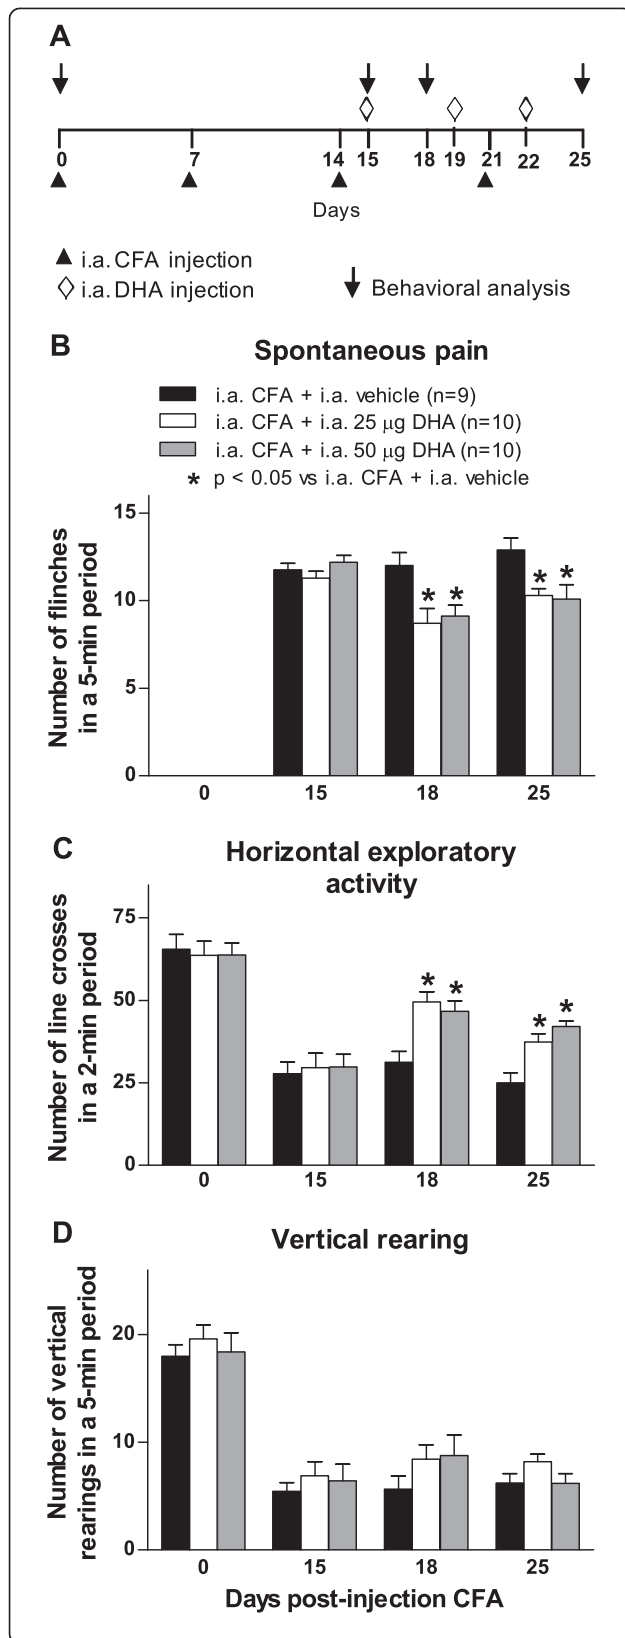 A
0 7 14 15 18 19 21 22 25
Days
i.a. CFA injection
i.a. DHA injection
Behavioral analysis
B
Spontaneous pain
i.a. CFA + i.a. vehicle (n=9)
i.a. CFA + i.a. 25 μg DHA (n=10)
i.a. CFA + i.a. 50 μg DHA (n=10)
* p < 0.05 vs i.a. CFA + i.a. vehicle
Number of flinches
in a 5-min period
15
10
5
0
* * * *
0 15 18 25
C
Horizontal exploratory
activity
Number of line crosses
in a 2-min period
75
50
25
0
* * * *
0 15 18 25
D
Vertical rearing
Number of vertical
rearings in a 5-min period
20
10
0
0 15 18 25
Days post-injection CFA